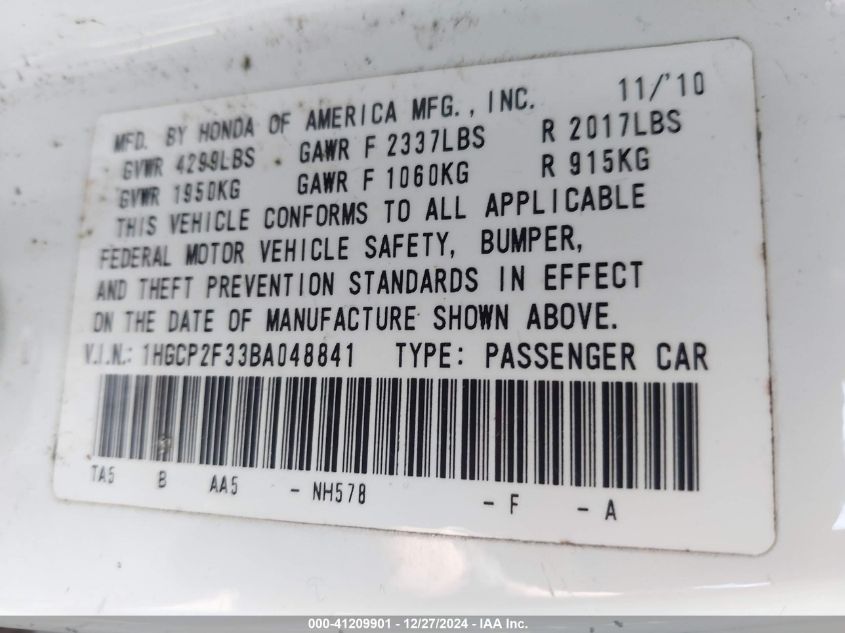 MFD. BY HONDA OF AMERICA MFG., INC. 11/'10
GVWR 4299LBS GAWR F 2337LBS R 2017LBS
GVWR 1950KG GAWR F 1060KG R 915KG
THIS VEHICLE CONFORMS TO ALL APPLICABLE
FEDERAL MOTOR VEHICLE SAFETY, BUMPER,
AND THEFT PREVENTION STANDARDS IN EFFECT
ON THE DATE OF MANUFACTURE SHOWN ABOVE.
V.I.N.: 1HGCP2F33BA048841 TYPE: PASSENGER CAR
TA5 B AA5 - NH578 - F - A
000-41209901 - 12/27/2024 - IAA Inc.